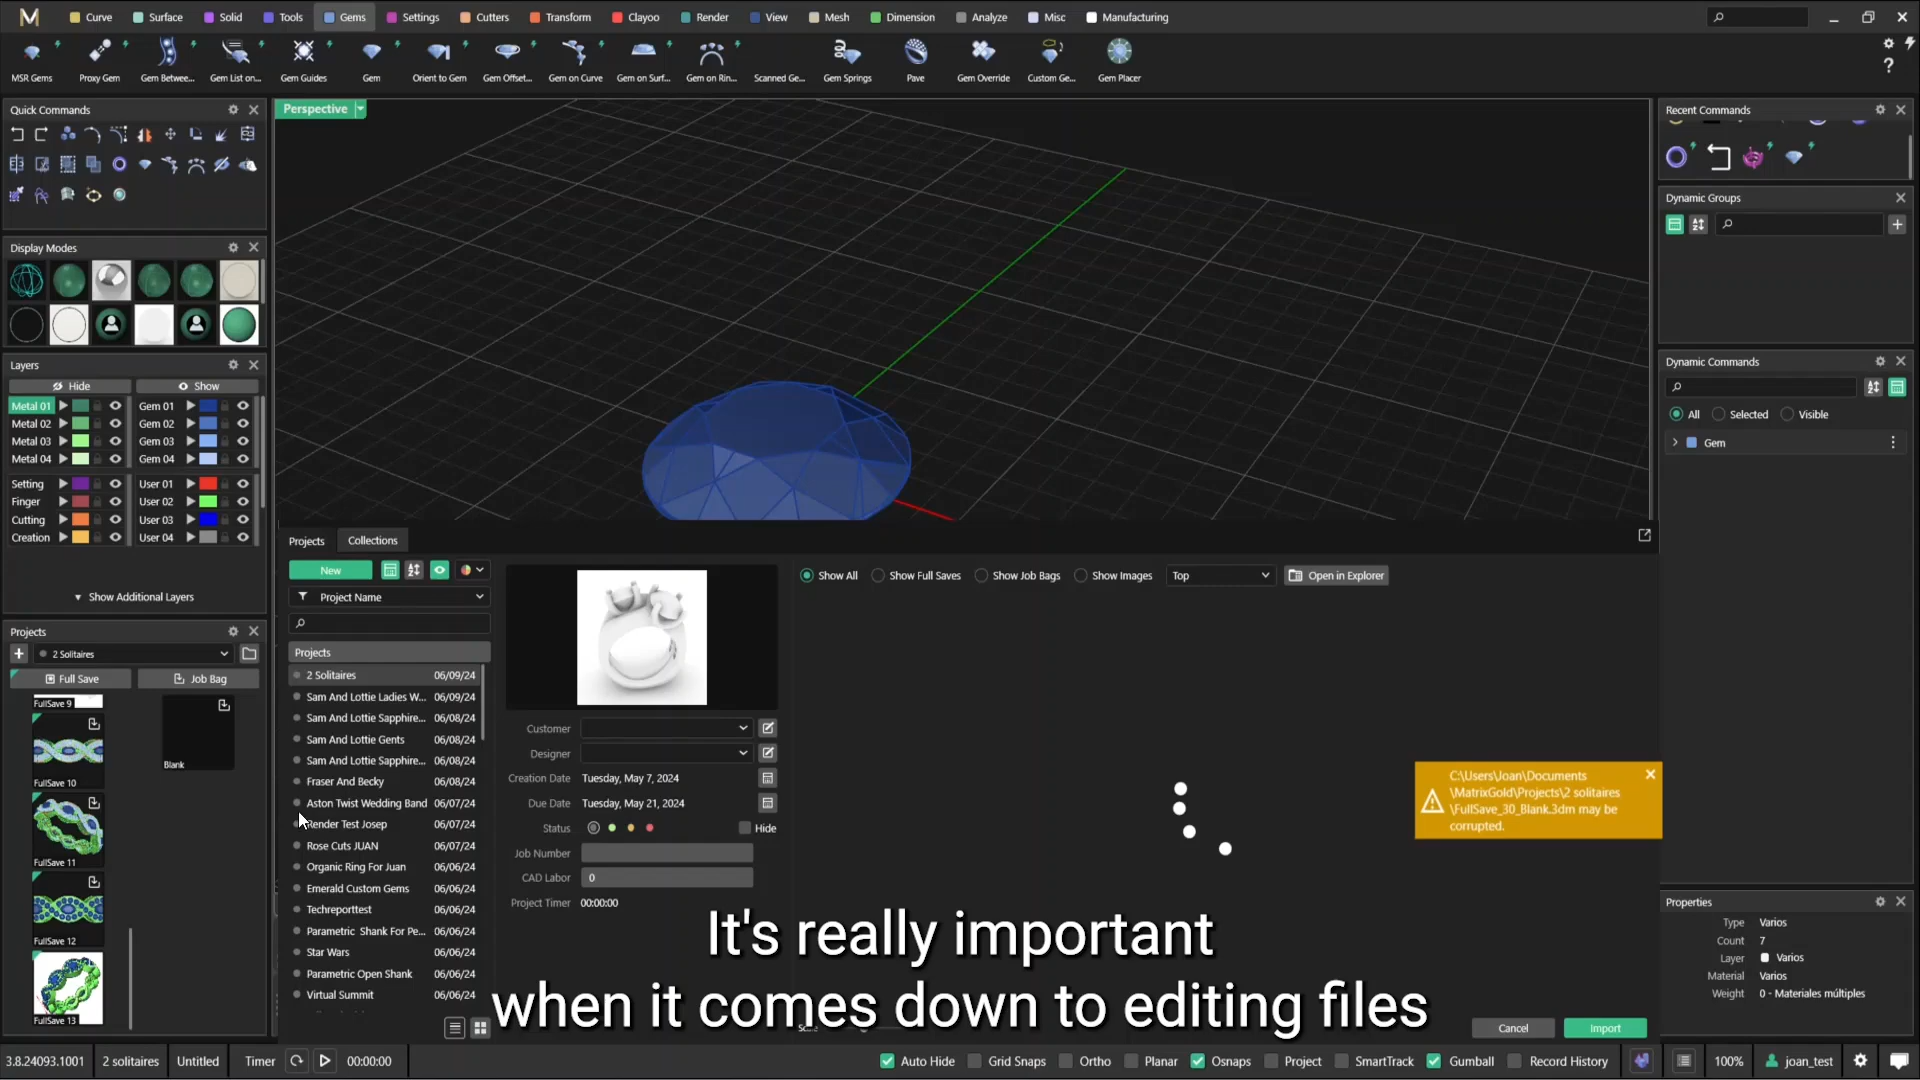 Curve Surface Solid Tools Gems Settings Cutters Transform Clayoo Render View Mesh Dimension Analyze Misc Manufacturing
MSR Gems Proxy Gem Gem Betwee... Gem List on... Gem Guides Gem Orient to Gem Gem Offset... Gem on Curve Gem on Surf... Gem on Rin... Scanned Ge... Gem Springs Pave Gem Override Custom Ge... Gem Placer
Quick Commands
Perspective
Recent Commands
Dynamic Groups
Display Modes
Layers
Hide Show
Metal 01 Gem 01
Metal 02 Gem 02
Metal 03 Gem 03
Metal 04 Gem 04
Setting User 01
Finger User 02
Cutting User 03
Creation User 04
Show Additional Layers
Dynamic Commands
All Selected Visible
Gem
Projects
2 Solitaires
Full Save Job Bag
FullSave 9
Blank
FullSave 10
FullSave 11
FullSave 12
FullSave 13
Projects Collections
New
Project Name
Projects
2 Solitaires 06/09/24
Sam And Lottie Ladies W... 06/09/24
Sam And Lottie Sapphire... 06/08/24
Sam And Lottie Gents 06/08/24
Sam And Lottie Sapphire... 06/08/24
Fraser And Becky 06/08/24
Aston Twist Wedding Band 06/07/24
Render Test Josep 06/07/24
Rose Cuts JUAN 06/07/24
Organic Ring For Juan 06/06/24
Emerald Custom Gems 06/06/24
Techreporttest 06/06/24
Parametric Shank For Pe... 06/06/24
Star Wars 06/06/24
Parametric Open Shank 06/06/24
Virtual Summit 06/06/24
Customer
Designer
Creation Date Tuesday, May 7, 2024
Due Date Tuesday, May 21, 2024
Status Hide
Job Number
CAD Labor 0
Project Timer 00:00:00
Show All Show Full Saves Show Job Bags Show Images Top Open in Explorer
C:\Users\Joan\Documents
\MatrixGold\Projects\2 solitaires
\FullSave_30_Blank.3dm may be
corrupted.
It's really important
when it comes down to editing files
Cancel Import
Properties
Type Varios
Count 7
Layer Varios
Material Varios
Weight 0 - Materiales múltiples
3.8.24093.1001 2 solitaires Untitled Timer 00:00:00 Auto Hide Grid Snaps Ortho Planar Osnaps Project SmartTrack Gumball Record History 100% joan_test